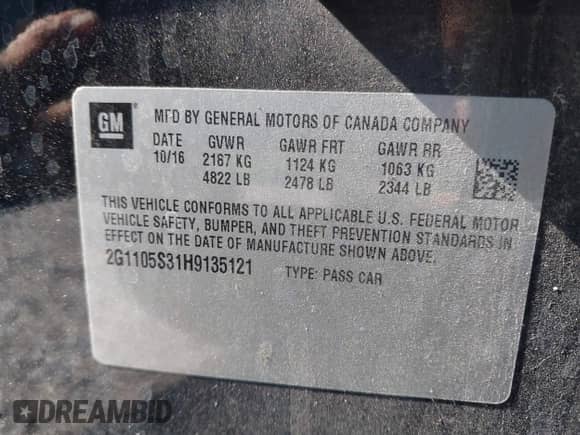 GM ® MFD BY GENERAL MOTORS OF CANADA COMPANY
DATE GVWR GAWR FRT GAWR RR
10/16 2187 KG 1124 KG 1063 KG
4822 LB 2478 LB 2344 LB
THIS VEHICLE CONFORMS TO ALL APPLICABLE U.S. FEDERAL MOTOR
VEHICLE SAFETY, BUMPER, AND THEFT PREVENTION STANDARDS IN
EFFECT ON THE DATE OF MANUFACTURE SHOWN ABOVE.
2G1105S31H9135121 TYPE: PASS CAR
DREAMBID